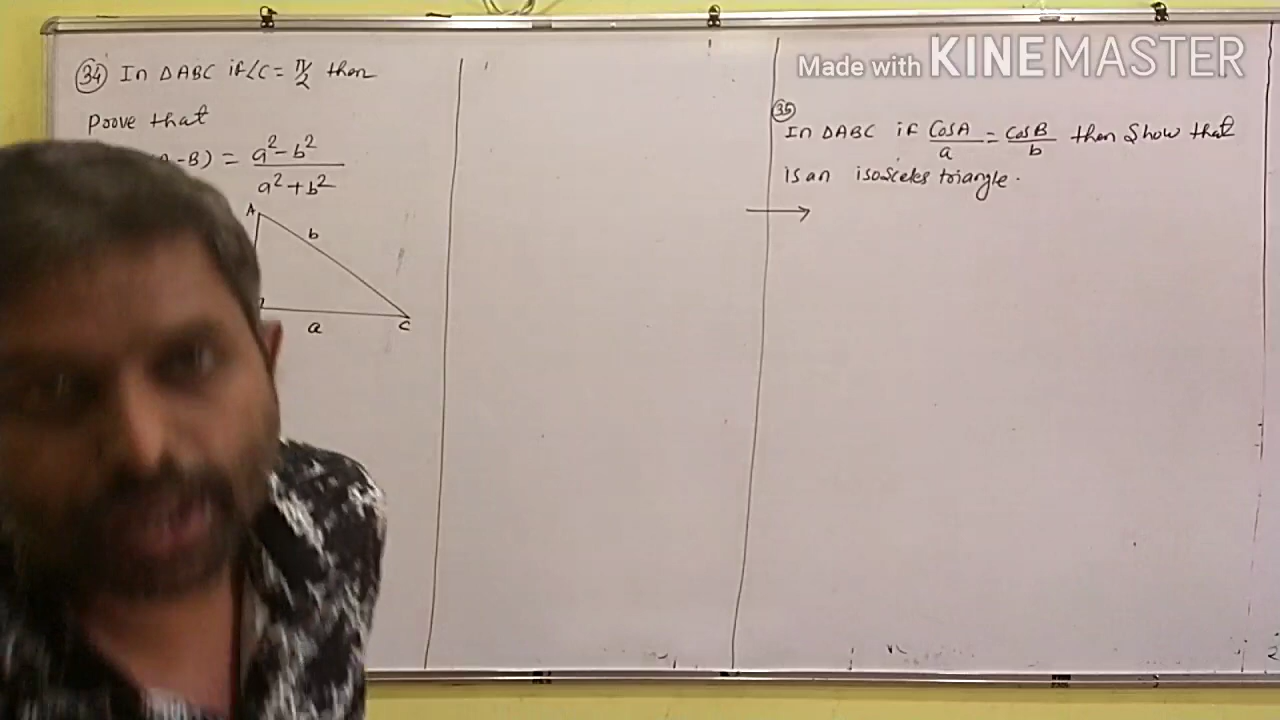 34 In ΔABC if ∠C = π/2 then
Prove that
-B) = a²-b² / a²+b²
A
b
a
C
Made with KINEMASTER
35
In ΔABC if CosA/a = CosB/b then Show that
is an isosceles triangle.